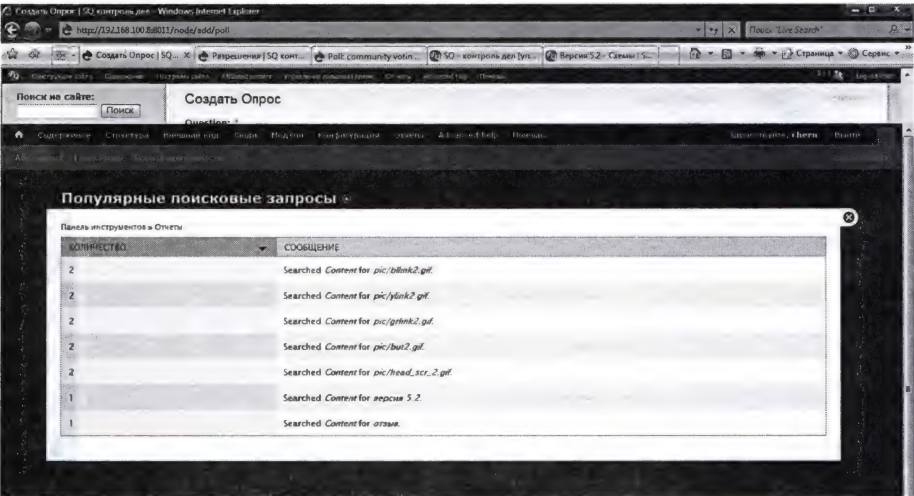 Создать Опрос | SQ контроль дел - Windows Internet Explorer
http://192.168.100.8:8011/node/add/poll
Поиск "Live Search"
Создать Опрос | SQ... X
Разрешения | SQ конт...
Poll: community votin...
SQ - контроль дел [уп...
Версия 5.2 - Схемы | S...
Страница
Сервис
Поиск на сайте:
Поиск
Создать Опрос
Question: *
Содержимое Структура Внешний вид Люди Модули Конфигурация Отчеты Advanced help Помощь
chern Выйти
Популярные поисковые запросы
Панель инструментов » Отчеты
КОЛИЧЕСТВО СООБЩЕНИЕ
2 Searched Content for pic/bllink2.gif.
2 Searched Content for pic/ylink2.gif.
2 Searched Content for pic/grlink2.gif.
2 Searched Content for pic/but2.gif.
2 Searched Content for pic/head_scr_2.gif.
1 Searched Content for версия 5.2.
1 Searched Content for отзыв.